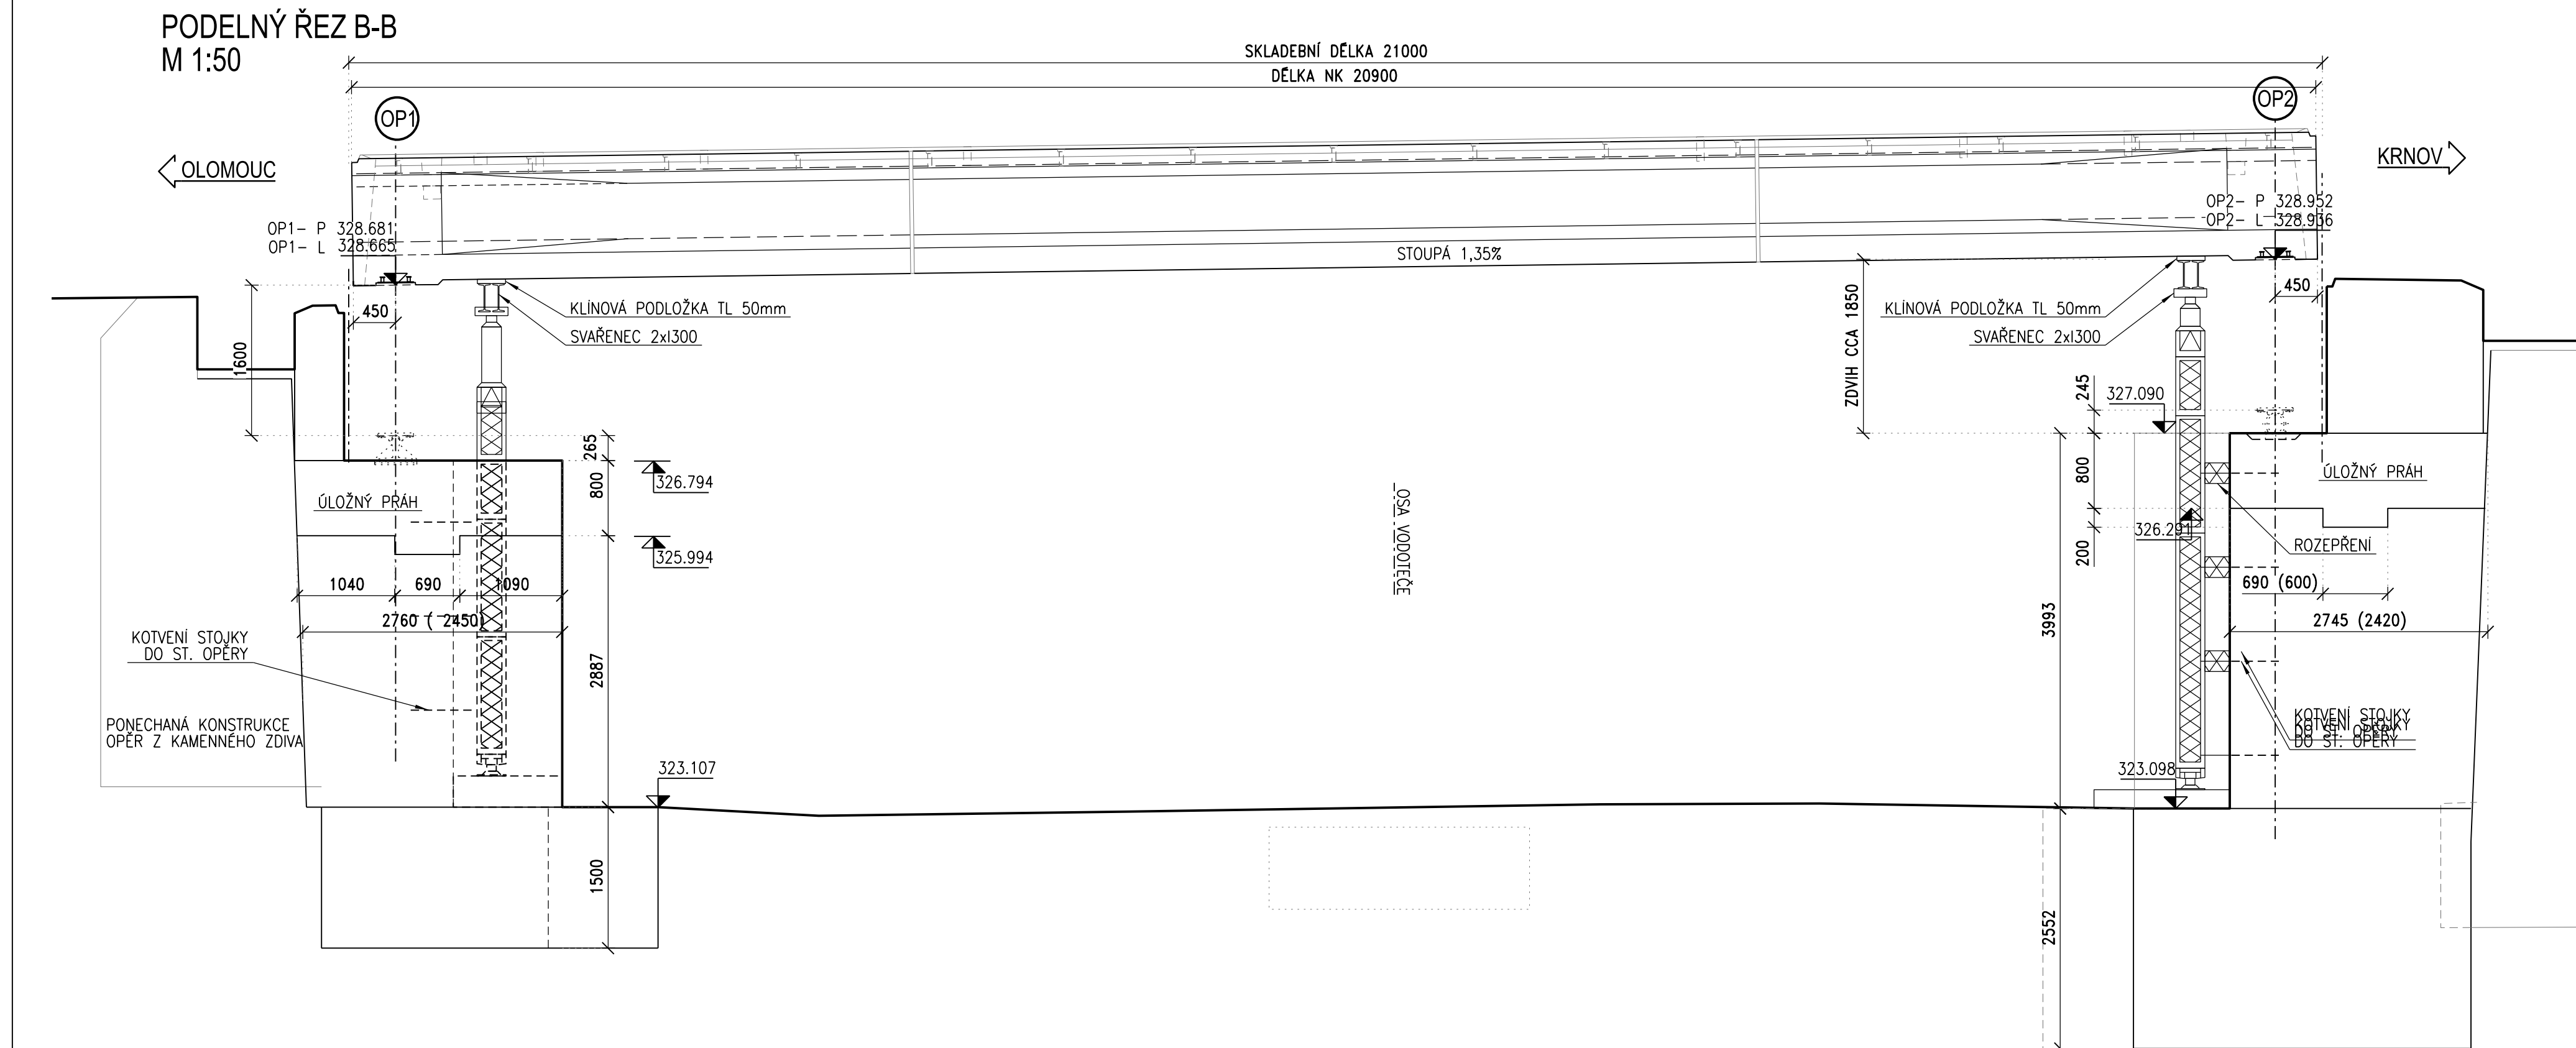 PODELNÝ ŘEZ B-B
M 1:50
SKLADEBNÍ DÉLKA 21000
DÉLKA NK 20900
OP1
OP2
OLOMOUC
KRNOV
OP1- P 328.681
OP1- L 328.665
OP2- P 328.952
OP2- L 328.936
STOUPÁ 1,35%
450
450
KLÍNOVÁ PODLOŽKA TL 50mm
SVAŘENEC 2xI300
KLÍNOVÁ PODLOŽKA TL 50mm
SVAŘENEC 2xI300
1600
ZDVIH CCA 1850
245
327.090
265
800
326.794
ÚLOŽNÝ PRÁH
325.994
800
ÚLOŽNÝ PRÁH
326.291
200
ROZEPŘENÍ
OSA VODOTEČE
1040
690
1090
2760 ( 2450)
690 (600)
2745 (2420)
3993
2887
KOTVENÍ STOJKY
DO ST. OPĚRY
PONECHANÁ KONSTRUKCE
OPĚR Z KAMENNÉHO ZDIVA
KOTVENÍ STOJKY
DO ST. OPĚRY
KOTVENÍ STOJKY
DO ST. OPĚRY
323.107
323.098
1500
2552